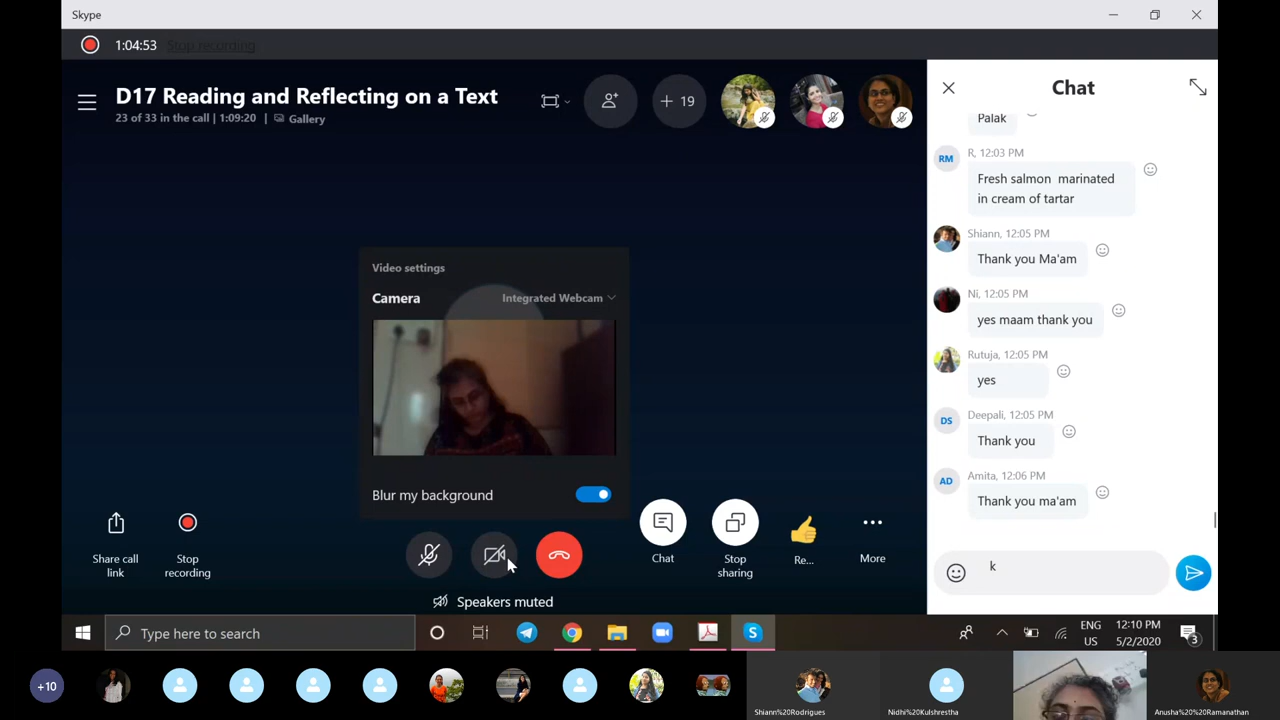 Skype
1:04:53 Stop recording
D17 Reading and Reflecting on a Text
23 of 33 in the call | 1:09:20 | Gallery
+ 19
Chat
Palak
RM
R, 12:03 PM
Fresh salmon marinated
in cream of tartar
Shiann, 12:05 PM
Thank you Ma'am
Ni, 12:05 PM
yes maam thank you
Rutuja, 12:05 PM
yes
DS
Deepali, 12:05 PM
Thank you
AD
Amita, 12:06 PM
Thank you ma'am
k
Video settings
Camera
Integrated Webcam
Blur my background
Share call
link
Stop
recording
Chat
Stop
sharing
Re...
More
Speakers muted
Type here to search
ENG
US
12:10 PM
5/2/2020
3
+10
Shiann%20Rodrigues
Nidhi%20Kulshrestha
Anusha%20%20Ramanathan